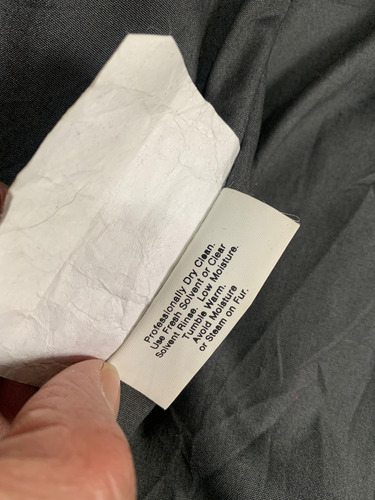 Professionally Dry Clean.
Use Fresh Solvent or Clear
Solvent Rinse. Low Moisture.
Tumble Warm.
Avoid Moisture
or Steam on Fur.